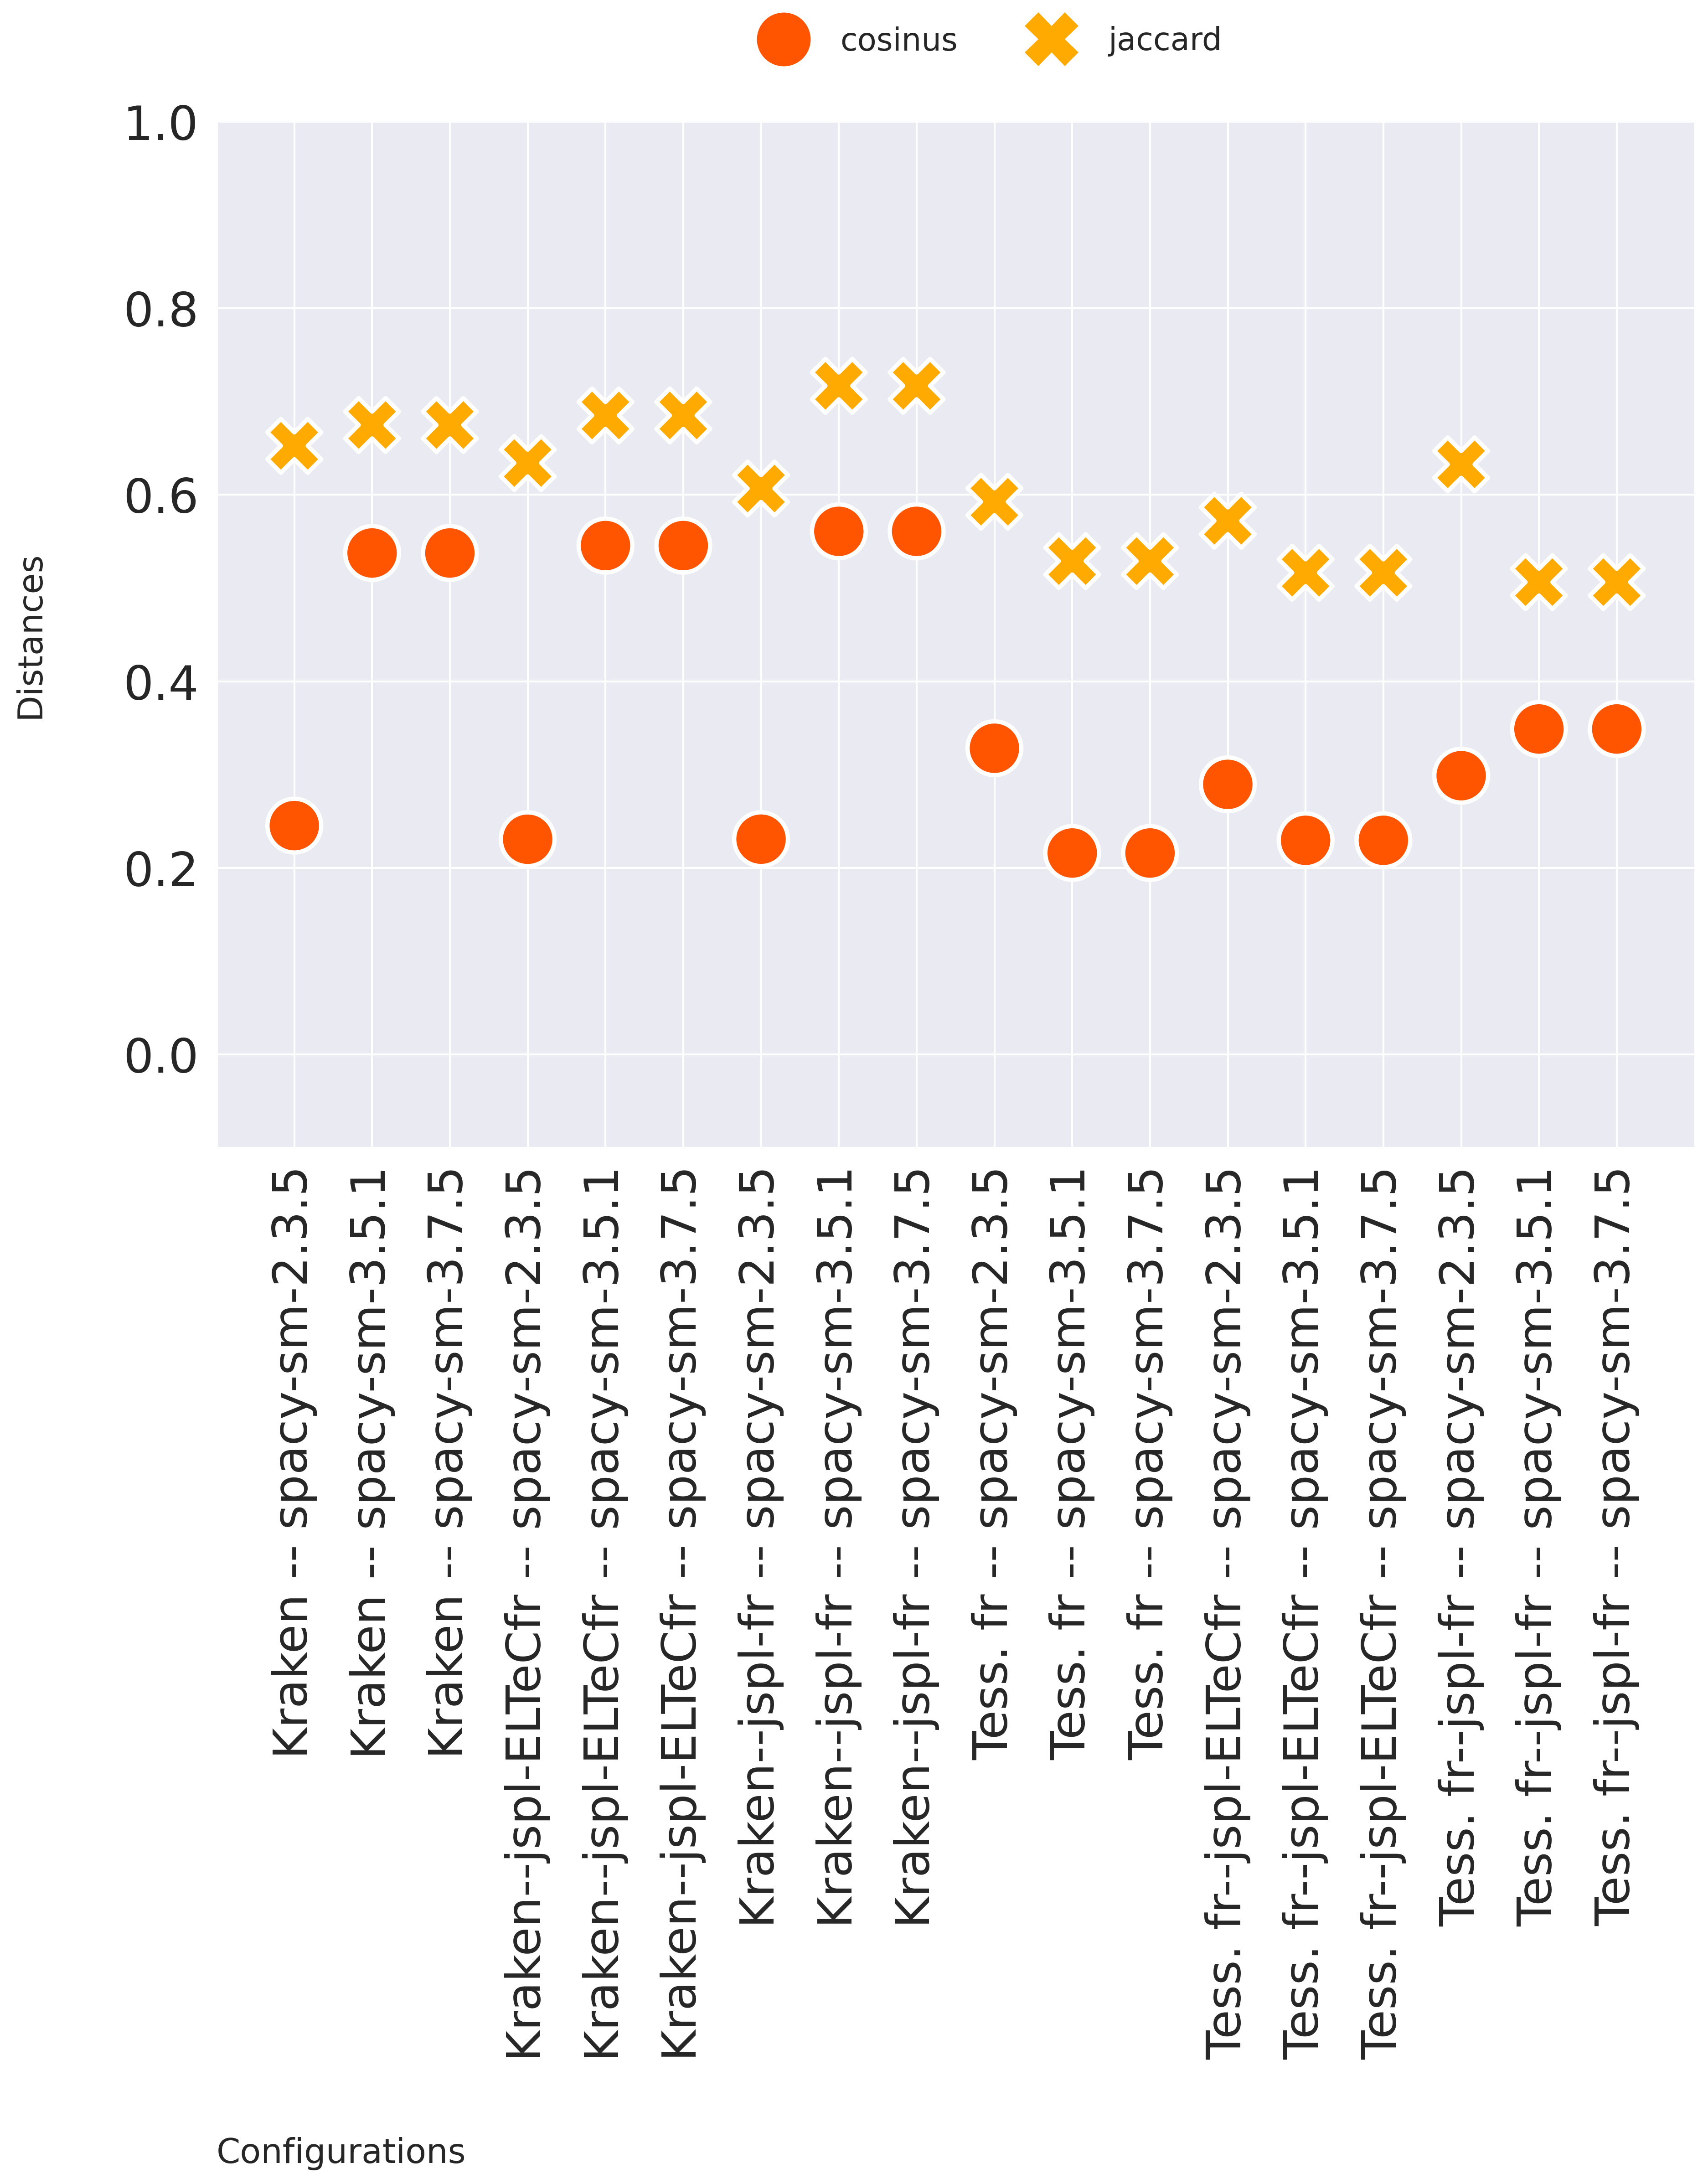 cosinus
jaccard
1.0
0.8
0.6
0.4
0.2
0.0
Distances
Kraken -- spacy-sm-2.3.5
Kraken -- spacy-sm-3.5.1
Kraken -- spacy-sm-3.7.5
Kraken--jspl-ELTeCfr -- spacy-sm-2.3.5
Kraken--jspl-ELTeCfr -- spacy-sm-3.5.1
Kraken--jspl-ELTeCfr -- spacy-sm-3.7.5
Kraken--jspl-fr -- spacy-sm-2.3.5
Kraken--jspl-fr -- spacy-sm-3.5.1
Kraken--jspl-fr -- spacy-sm-3.7.5
Tess. fr -- spacy-sm-2.3.5
Tess. fr -- spacy-sm-3.5.1
Tess. fr -- spacy-sm-3.7.5
Tess. fr--jspl-ELTeCfr -- spacy-sm-2.3.5
Tess. fr--jspl-ELTeCfr -- spacy-sm-3.5.1
Tess. fr--jspl-ELTeCfr -- spacy-sm-3.7.5
Tess. fr--jspl-fr -- spacy-sm-2.3.5
Tess. fr--jspl-fr -- spacy-sm-3.5.1
Tess. fr--jspl-fr -- spacy-sm-3.7.5
Configurations